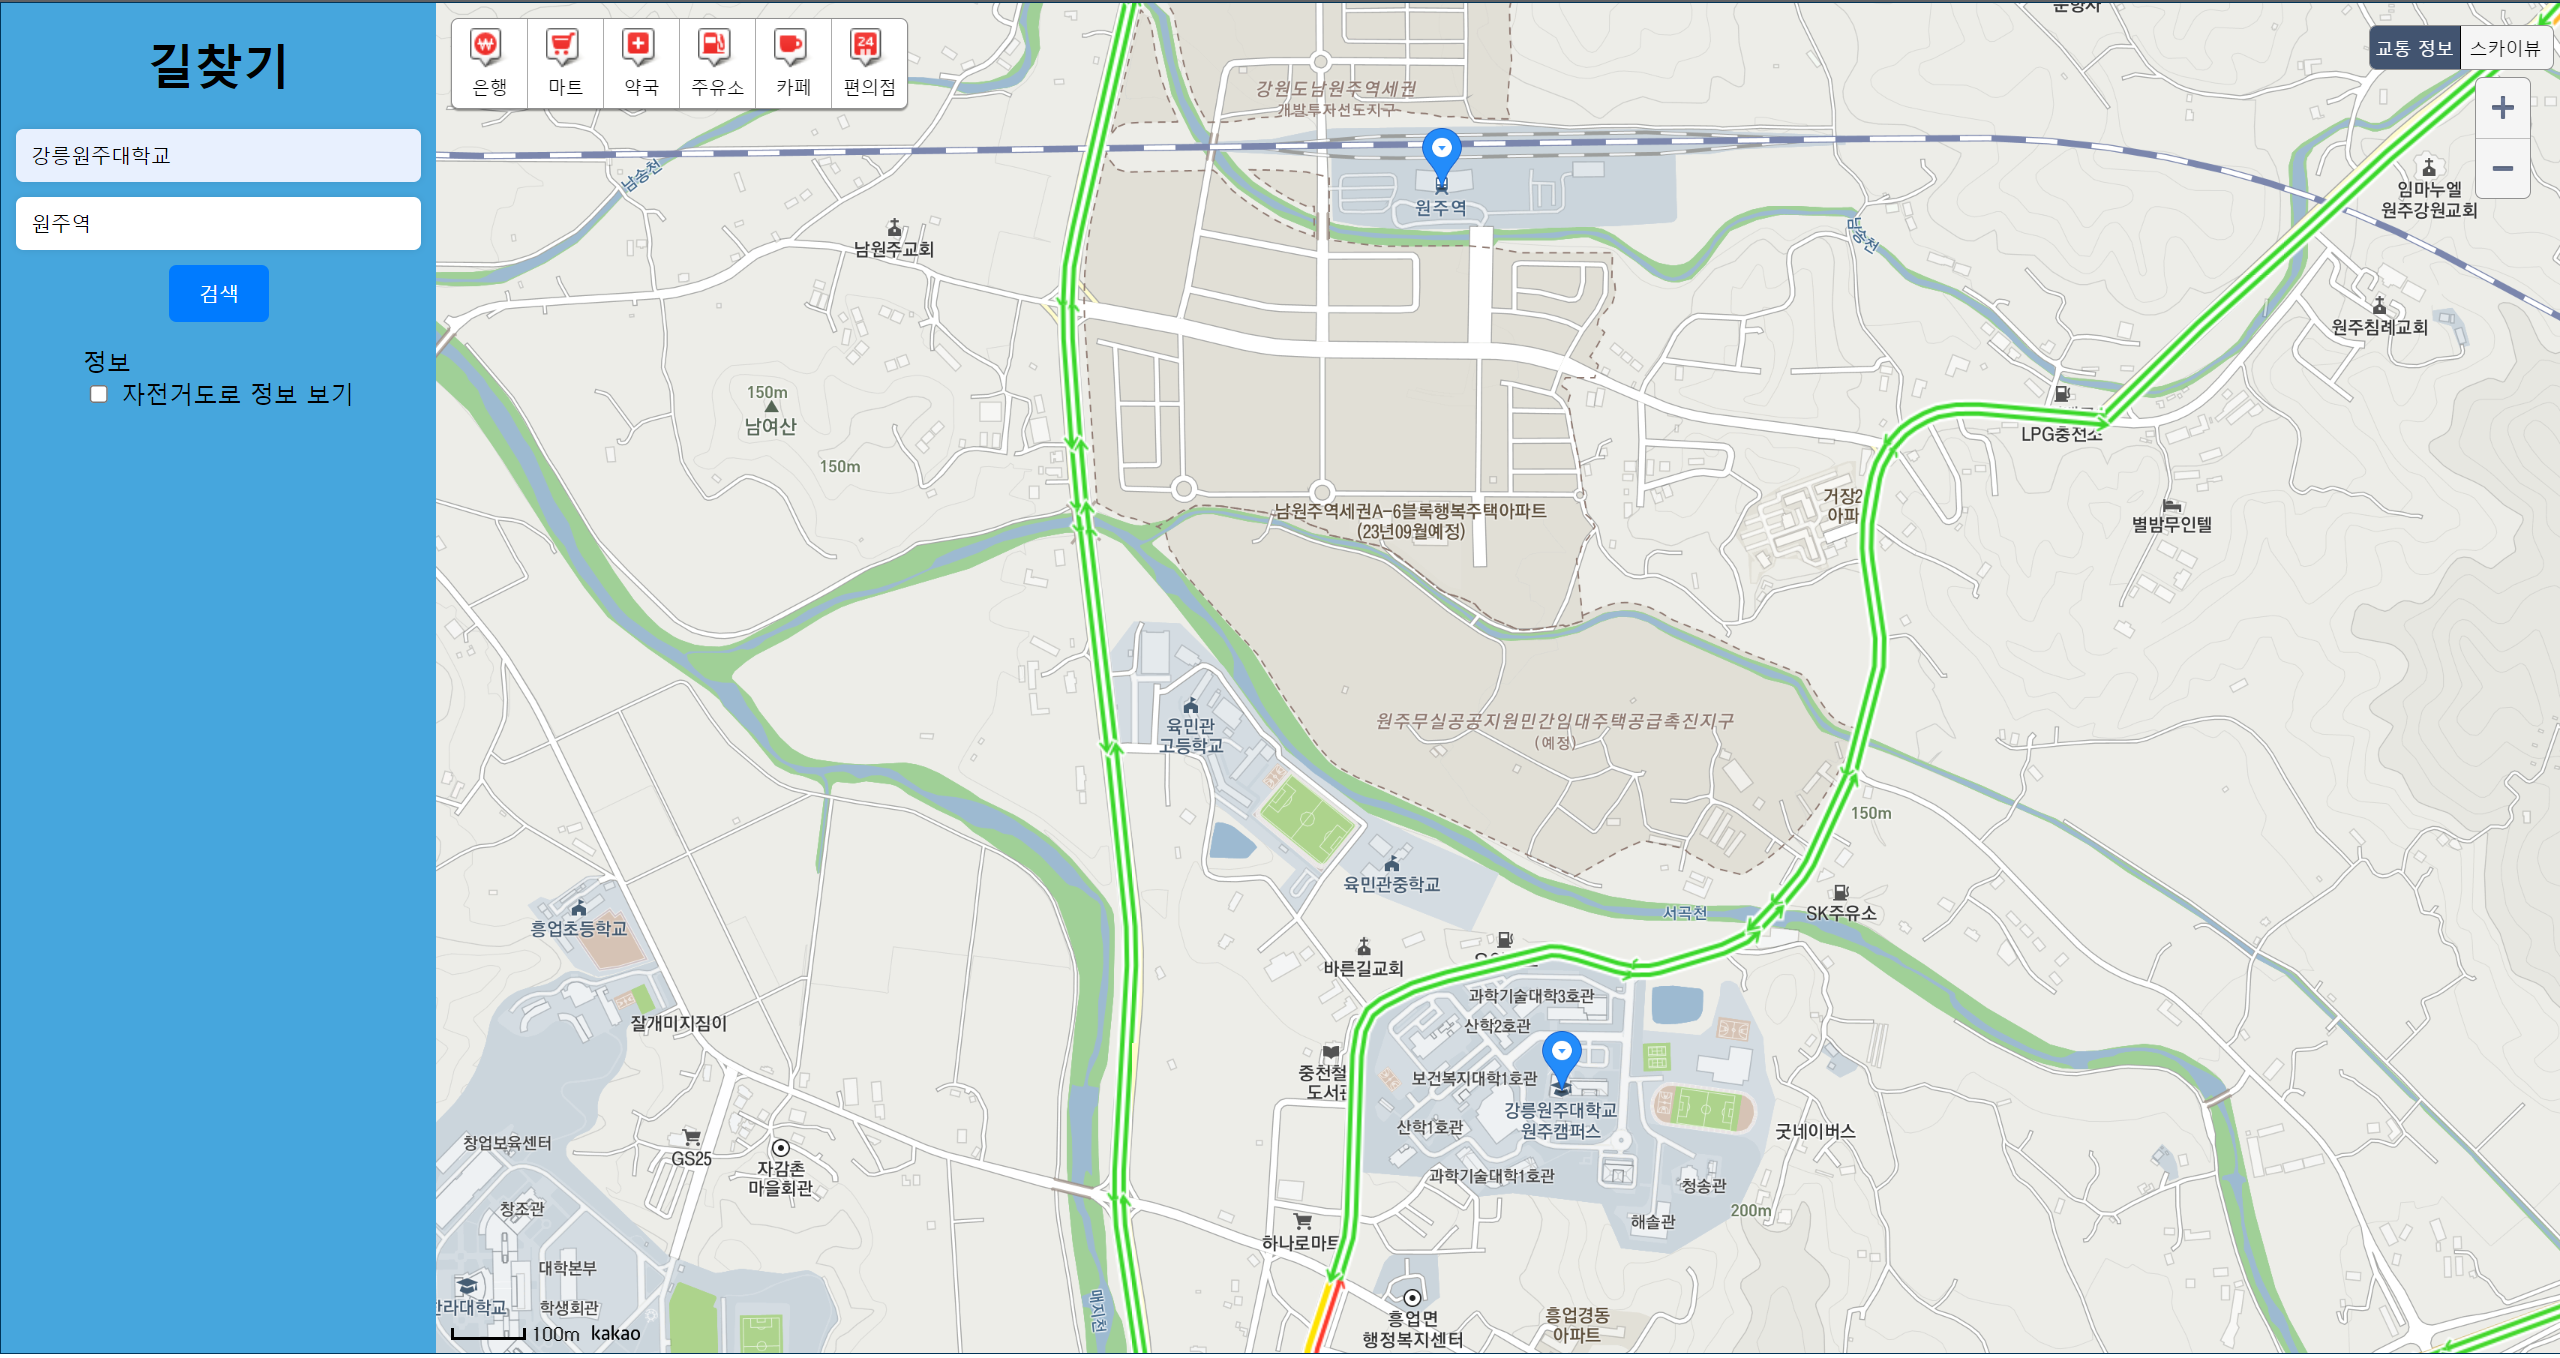 길찾기
강릉원주대학교
원주역
검색
정보
자전거도로 정보 보기
은행
마트
약국
주유소
카페
24
편의점
교통 정보
스카이뷰
강원도남원주역세권
개발투자선도지구
남송천
원주역
남원주교회
남송천
임마누엘
원주강원교회
원주침례교회
150m
남여산
150m
LPG충전소
남원주역세권A-6블록행복주택아파트
(23년09월예정)
거장2
아파
별밤무인텔
육민관
고등학교
원주무실공공지원민간임대주택공급촉진지구
(예정)
150m
육민관중학교
서곡천
SK주유소
흥업초등학교
바른길교회
과학기술대학3호관
산학2호관
잘개미지짐이
중천철
도서관
보건복지대학1호관
강릉원주대학교
원주캠퍼스
산학1호관
굿네이버스
창업보육센터
GS25
자감촌
마을회관
과학기술대학1호관
청송관
200m
해솔관
창조관
하나로마트
대학본부
학생회관
한라대학교
매지천
흥업면
행정복지센터
흥업경동
아파트
100m
kakao